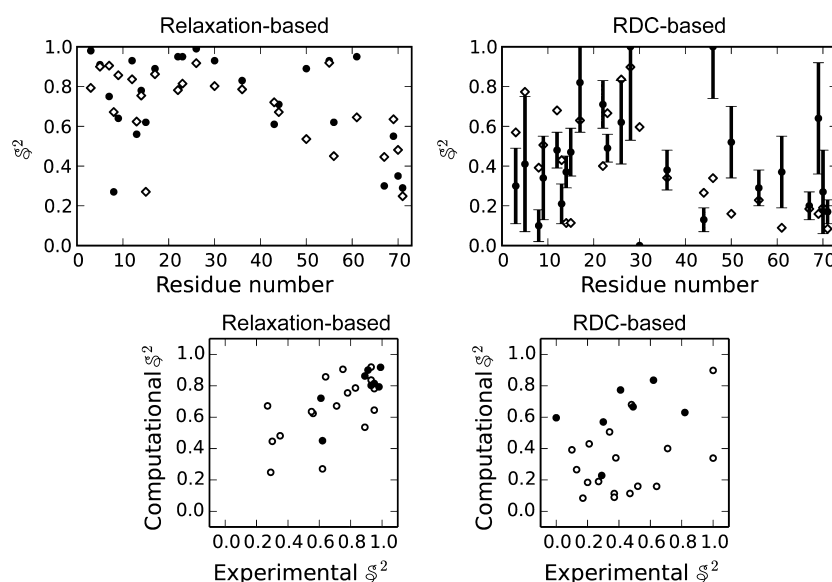 Relaxation-based
1.0
0.8
0.6
0.4
0.2
0.0
𝕊²
0 10 20 30 40 50 60 70
Residue number
RDC-based
1.0
0.8
0.6
0.4
0.2
0.0
𝕊²
0 10 20 30 40 50 60 70
Residue number
Relaxation-based
1.0
0.8
0.6
0.4
0.2
0.0
Computational 𝕊²
0.0 0.2 0.4 0.6 0.8 1.0
Experimental 𝕊²
RDC-based
1.0
0.8
0.6
0.4
0.2
0.0
Computational 𝕊²
0.0 0.2 0.4 0.6 0.8 1.0
Experimental 𝕊²